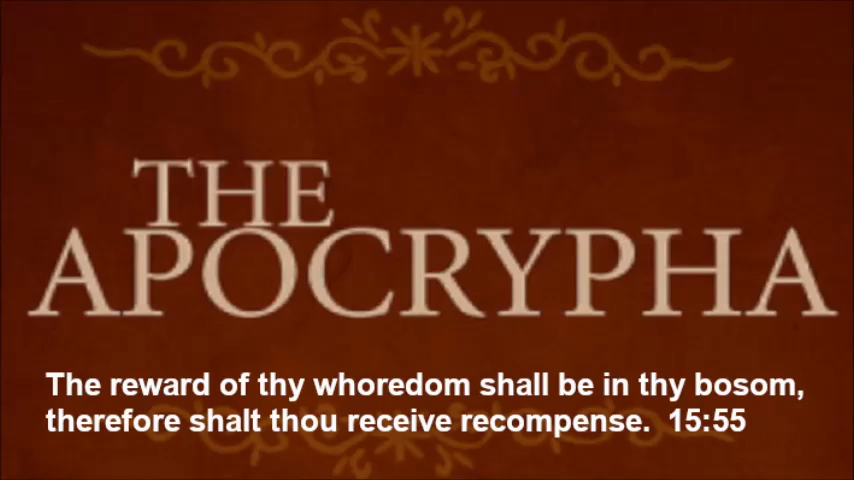 THE
APOCRYPHA
The reward of thy whoredom shall be in thy bosom,
therefore shalt thou receive recompense.  15:55